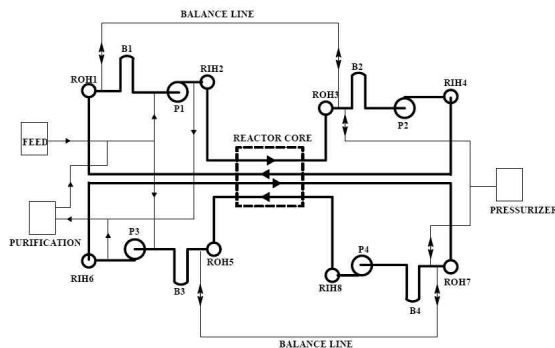 BALANCE LINE
B1
B2
ROH1
RIH2
ROH3
RIH4
P1
P2
FEED
REACTOR CORE
PURIFICATION
PRESSURIZER
P3
P4
ROH5
RIH6
B3
RIH8
B4
ROH7
BALANCE LINE